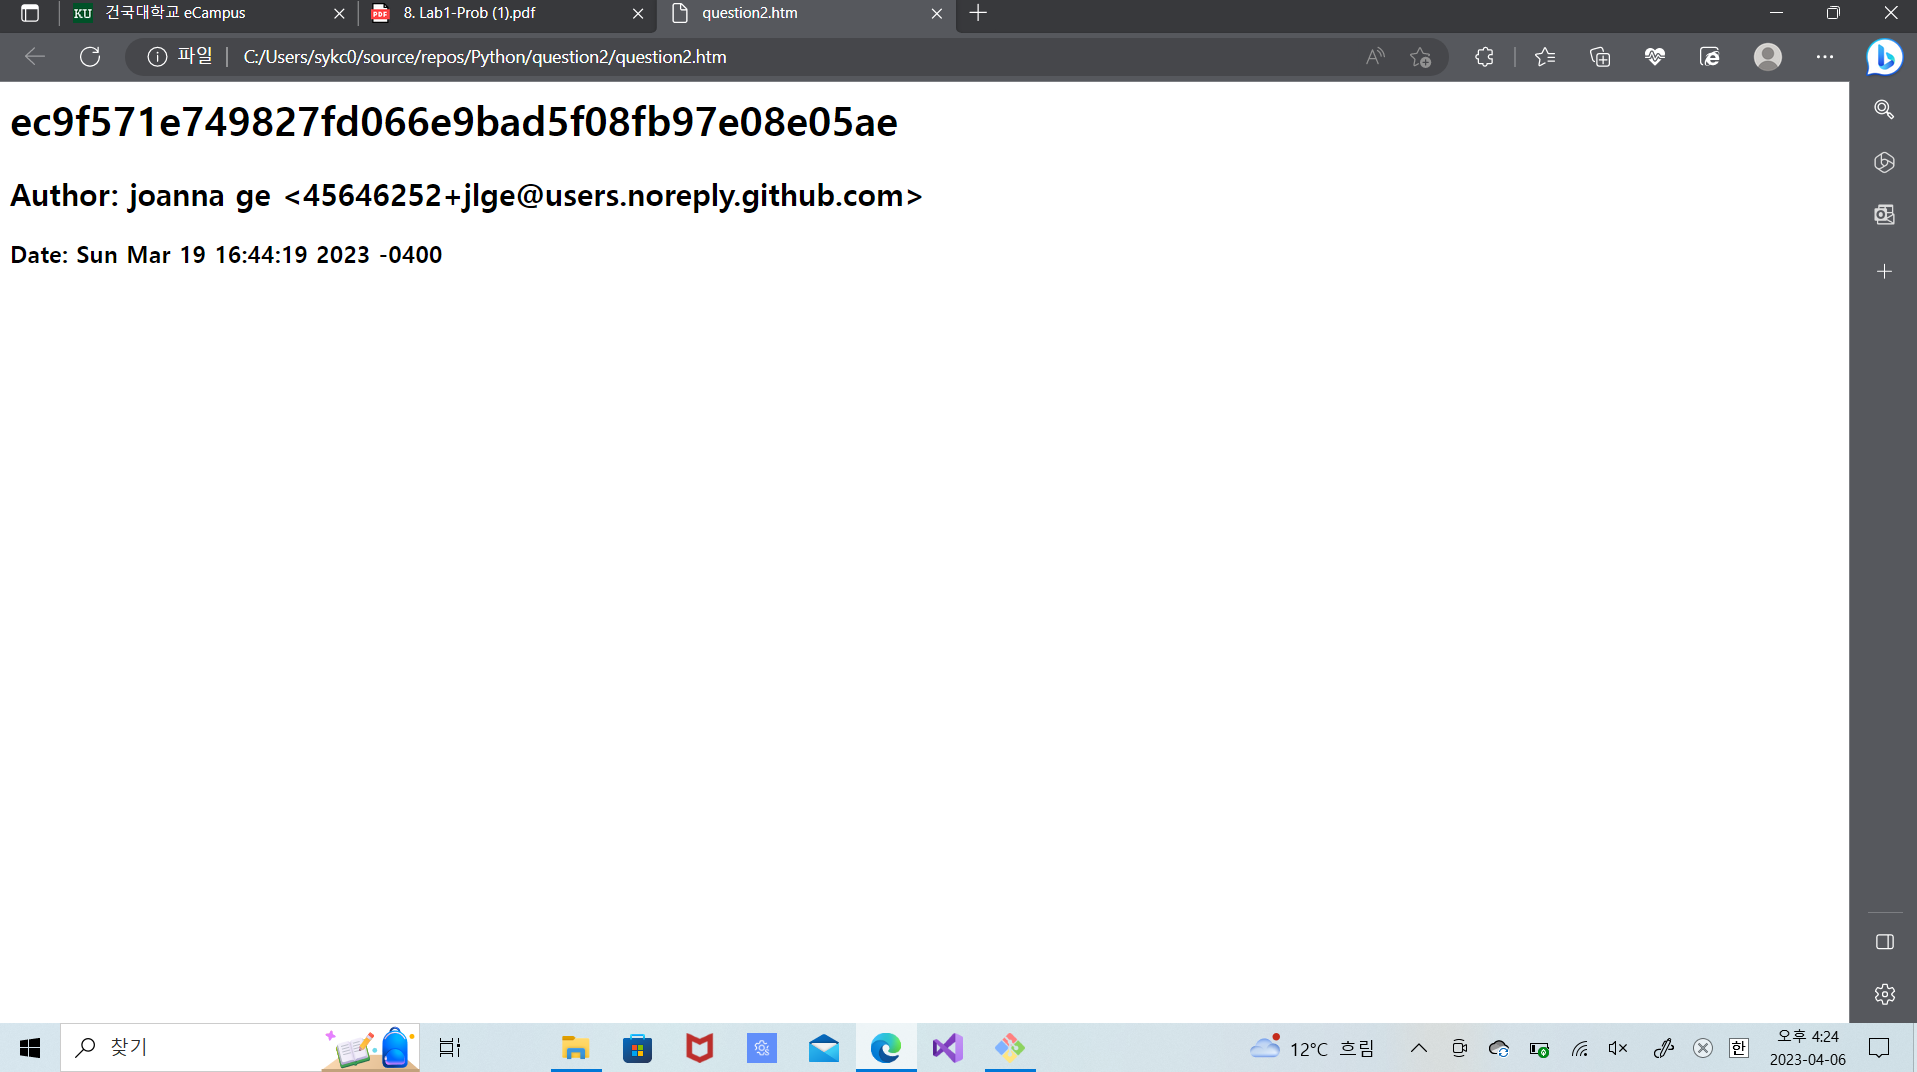 KU 건국대학교 eCampus
PDF 8. Lab1-Prob (1).pdf
question2.htm
파일 C:/Users/sykc0/source/repos/Python/question2/question2.htm
ec9f571e749827fd066e9bad5f08fb97e08e05ae
Author: joanna ge <45646252+jlge@users.noreply.github.com>
Date: Sun Mar 19 16:44:19 2023 -0400
찾기
12°C 흐림
한
오후 4:24
2023-04-06